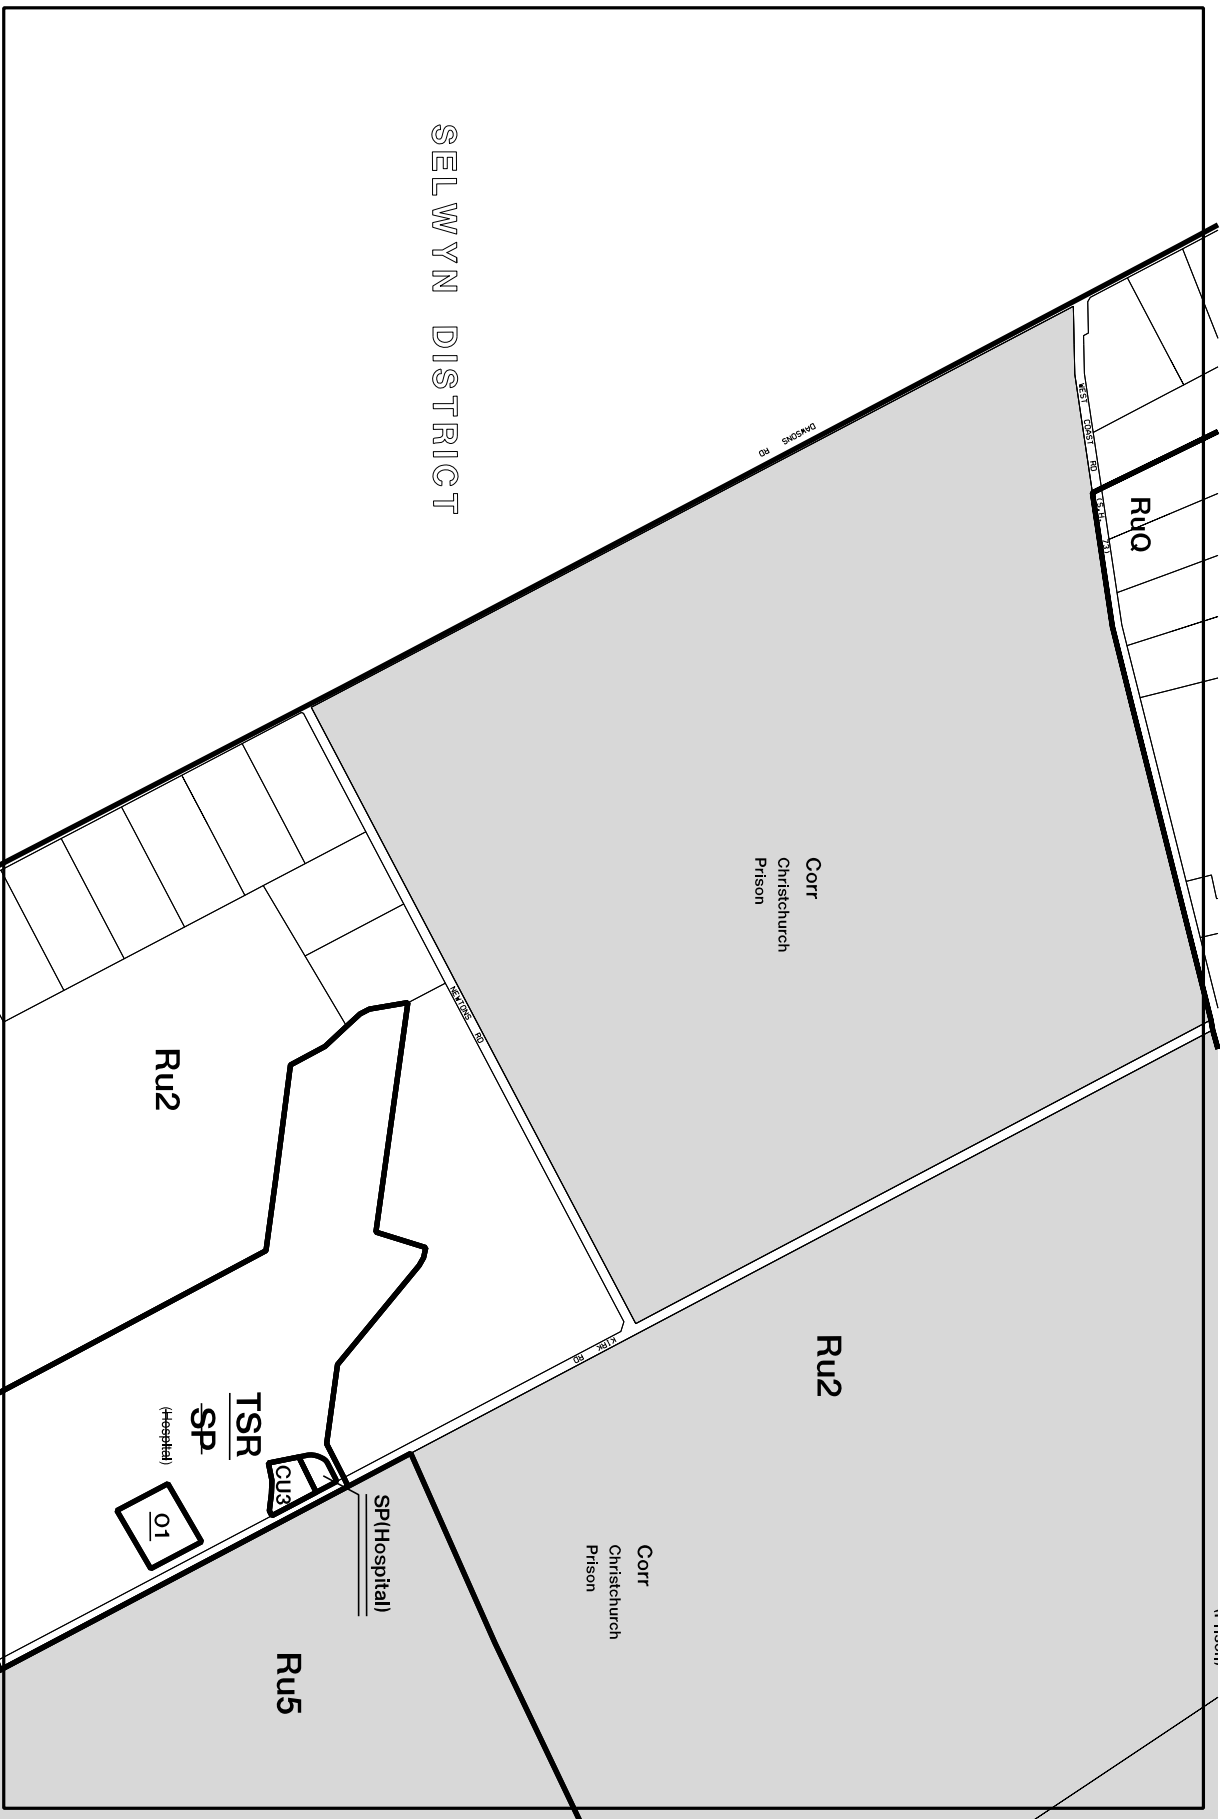 SELWYN DISTRICT
DAWSONS RD
WEST COAST RD (S.H. 73)
RuQ
Corr
Christchurch
Prison
NEWTONS RD
Ru2
KIRK RD
Ru2
TSR
SP
(Hospital)
CU3
SP(Hospital)
O1
Corr
Christchurch
Prison
Ru5